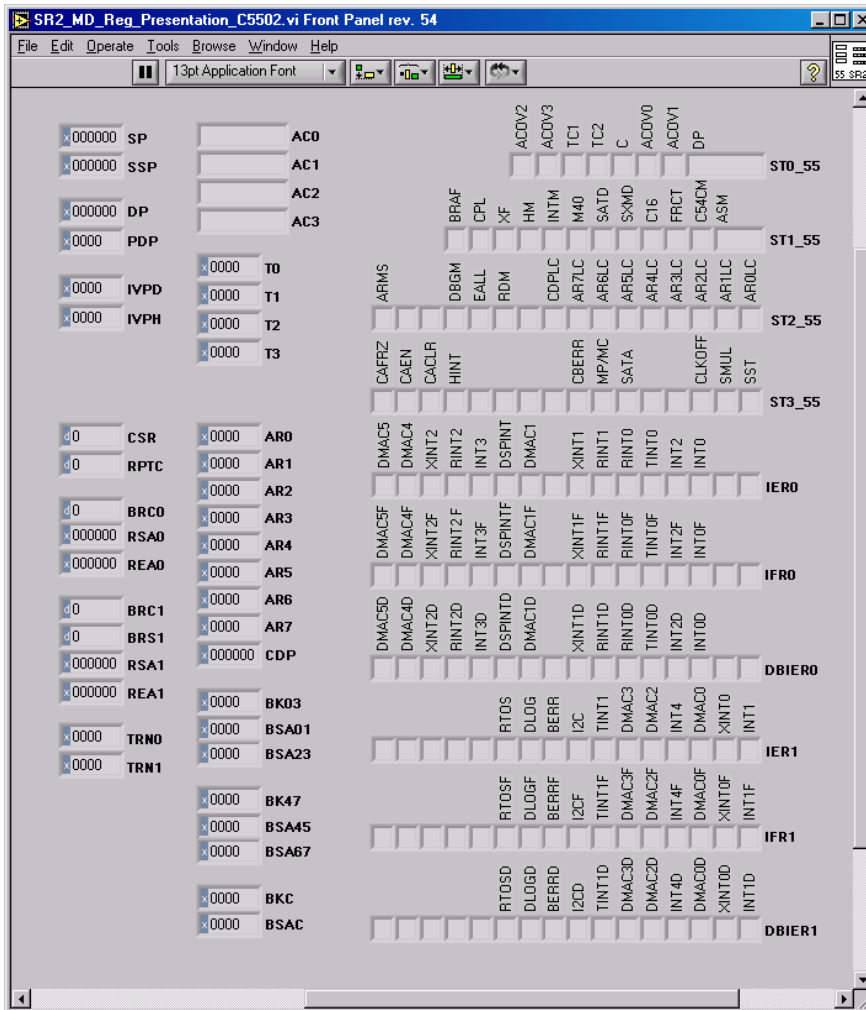 SR2_MD_Reg_Presentation_C5502.vi Front Panel rev. 54
File Edit Operate Tools Browse Window Help
13pt Application Font
55 SR2
x000000 SP
x000000 SSP
x000000 DP
x0000 PDP
x0000 IVPD
x0000 IVPH
d0 CSR
d0 RPTC
d0 BRC0
x000000 RSA0
x000000 REA0
d0 BRC1
d0 BRS1
x000000 RSA1
x000000 REA1
x0000 TRN0
x0000 TRN1
AC0
AC1
AC2
AC3
x0000 T0
x0000 T1
x0000 T2
x0000 T3
x0000 AR0
x0000 AR1
x0000 AR2
x0000 AR3
x0000 AR4
x0000 AR5
x0000 AR6
x0000 AR7
x000000 CDP
x0000 BK03
x0000 BSA01
x0000 BSA23
x0000 BK47
x0000 BSA45
x0000 BSA67
x0000 BKC
x0000 BSAC
ACOV2 ACOV3 TC1 TC2 C ACOV0 ACOV1 DP
ST0_55
BRAF CPL XF HM INTM M40 SATD SXMD C16 FRCT C54CM ASM
ST1_55
ARMS DBGM EALL RDM CDPLC AR7LC AR6LC AR5LC AR4LC AR3LC AR2LC AR1LC AR0LC
ST2_55
CAFRZ CAEN CACLR HINT CBERR MP/MC SATA CLKOFF SMUL SST
ST3_55
DMAC5 DMAC4 XINT2 RINT2 INT3 DSPINT DMAC1 XINT1 RINT1 RINT0 TINT0 INT2 INT0
IER0
DMAC5F DMAC4F XINT2F RINT2 F INT3F DSPINTF DMAC1F XINT1F RINT1F RINT0F TINT0F INT2F INT0F
IFR0
DMAC5D DMAC4D XINT2D RINT2D INT3D DSPINTD DMAC1D XINT1D RINT1D RINT0D TINT0D INT2D INT0D
DBIER0
RTOS DLOG BERR I2C TINT1 DMAC3 DMAC2 INT4 DMAC0 XINT0 INT1
IER1
RTOSF DLOGF BERRF I2CF TINT1F DMAC3F DMAC2F INT4F DMAC0F XINT0F INT1F
IFR1
RTOSD DLOGD BERRD I2CD TINT1D DMAC3D DMAC2D INT4D DMAC0D XINT0D INT1D
DBIER1